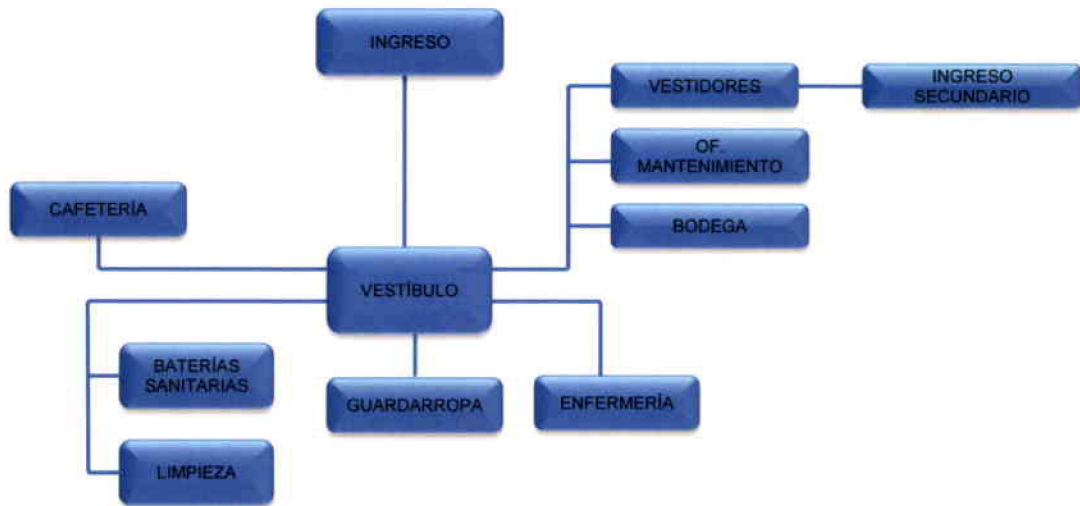 INGRESO
VESTIDORES
INGRESO
SECUNDARIO
OF.
MANTENIMIENTO
CAFETERÍA
BODEGA
VESTÍBULO
BATERÍAS
SANITARIAS
GUARDARROPA
ENFERMERÍA
LIMPIEZA